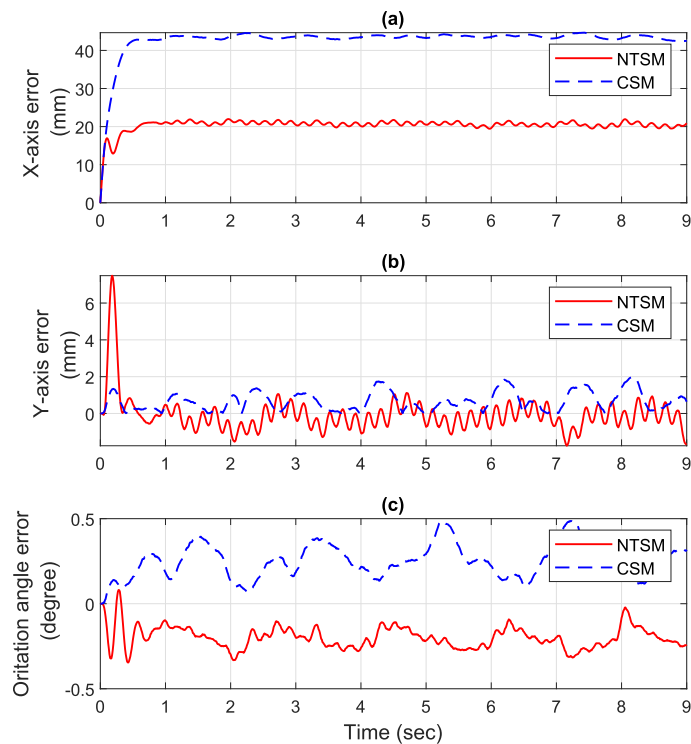 (a)
X-axis error
(mm)
40
30
20
10
0
NTSM
CSM
0 1 2 3 4 5 6 7 8 9
(b)
Y-axis error
(mm)
6
4
2
0
NTSM
CSM
0 1 2 3 4 5 6 7 8 9
(c)
Oritation angle error
(degree)
0.5
0
-0.5
NTSM
CSM
0 1 2 3 4 5 6 7 8 9
Time (sec)